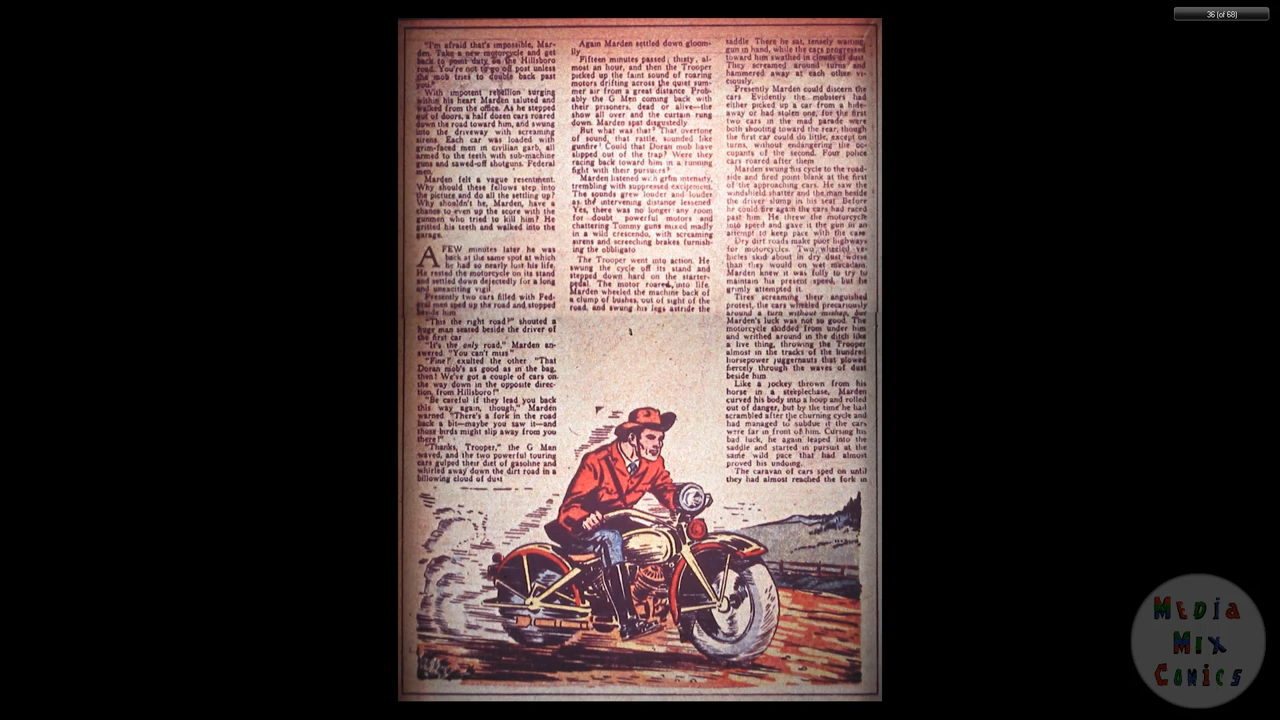 36 (of 68)
"I'm afraid that's impossible, Mar-
den. Take a new motorcycle and get
back to point duty on the Hillsboro
road. You're not to go off post unless
the mob tries to double back past
you."
With impotent rebellion surging
within his heart Marden saluted and
walked from the office. As he stepped
out of doors, a half dozen cars roared
down the road toward him, and swung
into the driveway with screaming
sirens. Each car was loaded with
grim-faced men in civilian garb, all
armed to the teeth with sub-machine
guns and sawed-off shotguns. Federal
men.
Marden felt a vague resentment.
Why should these fellows step into
the picture and do all the settling up?
Why shouldn't he, Marden, have a
chance to even up the score with the
gunmen who tried to kill him? He
gritted his teeth and walked into the
garage.
A FEW minutes later he was
back at the same spot at which
he had so nearly lost his life.
He rested the motorcycle on its stand
and settled down dejectedly for a long
and unexciting vigil.
Presently two cars filled with Fed-
eral men sped up the road and stopped
beside him
"This the right road?" shouted a
huge man seated beside the driver of
the first car
"It's the only road," Marden an-
swered "You can't miss"
"Fine!" exulted the other "That
Doran mob's as good as in the bag,
then! We've got a couple of cars on
the way down in the opposite direc-
tion, from Hillsboro!"
"Be careful if they lead you back
this way again, though," Marden
warned "There's a fork in the road
back a bit—maybe you saw it—and
those birds might slip away from you
there!"
"Thanks, Trooper," the G Man
waved, and the two powerful touring
cars gulped their diet of gasoline and
whirled away down the dirt road in a
billowing cloud of dust
Again Marden settled down gloom-
ily
Fifteen minutes passed, thirty, al-
most an hour, and then the Trooper
picked up the faint sound of roaring
motors drifting across the quiet sum-
mer air from a great distance Prob-
ably the G Men coming back with
their prisoners, dead or alive—the
show all over and the curtain rung
down. Marden spat disgustedly
But what was that? That overtone
of sound, that rattle, sounded like
gunfire! Could that Doran mob have
slipped out of the trap? Were they
racing back toward him in a running
fight with their pursuers?
Marden listened with grim intensity,
trembling with suppressed excitement.
The sounds grew louder and louder
as the intervening distance lessened
Yes, there was no longer any room
for doubt powerful motors and
chattering Tommy guns mixed madly
in a wild crescendo, with screaming
sirens and screeching brakes furnish-
ing the obbligato
The Trooper went into action. He
swung the cycle off its stand and
stepped down hard on the starter-
pedal. The motor roared into life.
Marden wheeled the machine back of
a clump of bushes, out of sight of the
road, and swung his legs astride the
saddle There he sat, tensely waiting,
gun in hand, while the cars progressed
toward him swathed in clouds of dust
They screamed around turns and
hammered away at each other vi-
ciously.
Presently Marden could discern the
cars Evidently the mobsters had
either picked up a car from a hide-
away or had stolen one, for the first
two cars in the mad parade were
both shooting toward the rear, though
the first car could do little, except on
turns, without endangering the oc-
cupants of the second. Four police
cars roared after them
Marden swung his cycle to the road-
side and fired point blank at the first
of the approaching cars. He saw the
windshield shatter and the man beside
the driver slump in his seat Before
he could fire again the cars had raced
past him. He threw the motorcycle
into speed and gave it the gun in an
attempt to keep pace with the cars
Dry dirt roads make poor highways
for motorcycles. Two wheeled ve-
hicles skid about in dry dust worse
than they would on wet macadam.
Marden knew it was folly to try to
maintain his present speed, but he
grimly attempted it.
Tires screaming their anguished
protest, the cars wheeled precariously
around a turn without mishap, but
Marden's luck was not so good. The
motorcycle skidded from under him
and writhed around in the ditch like
a live thing, throwing the Trooper
almost in the tracks of the hundred
horsepower juggernauts that plowed
fiercely through the waves of dust
beside him
Like a jockey thrown from his
horse in a steeplechase, Marden
curved his body into a hoop and rolled
out of danger, but by the time he had
scrambled after the churning cycle and
had managed to subdue it the cars
were far in front of him. Cursing his
bad luck, he again leaped into the
saddle and started in pursuit at the
same wild pace that had almost
proved his undoing.
The caravan of cars sped on until
they had almost reached the fork in
MEDIA
MIX
COMICS